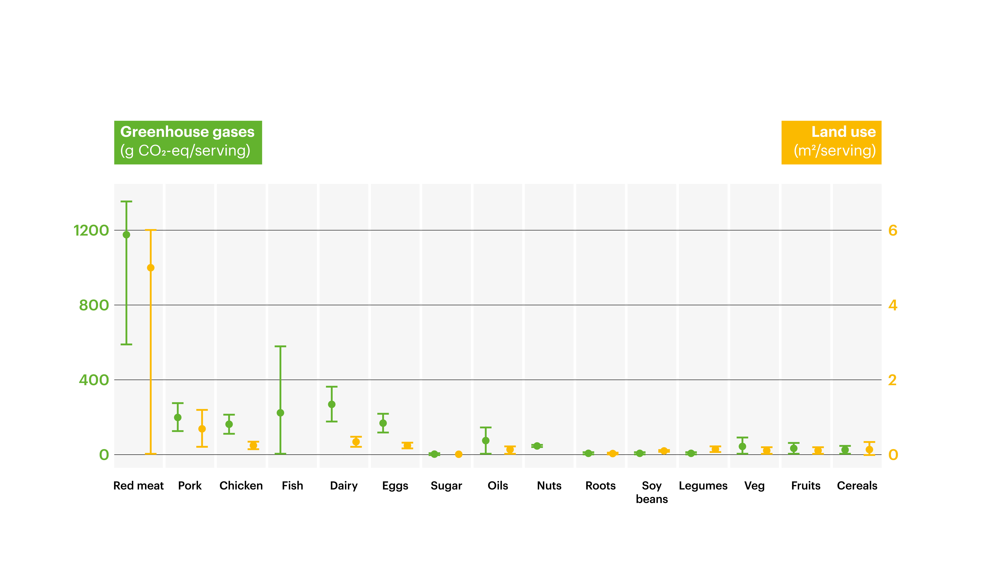 Greenhouse gases
(g CO₂-eq/serving)
Land use
(m²/serving)
1200
6
800
4
400
2
0
0
Red meat
Pork
Chicken
Fish
Dairy
Eggs
Sugar
Oils
Nuts
Roots
Soy
beans
Legumes
Veg
Fruits
Cereals